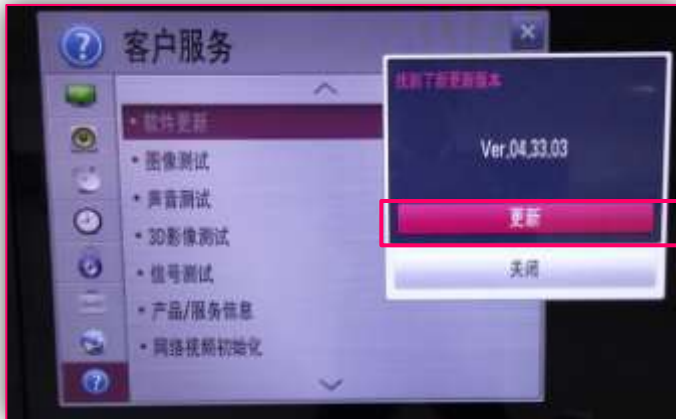 客户服务
• 软件更新
• 图像测试
• 声音测试
• 3D影像测试
• 信号测试
• 产品/服务信息
• 网络视频初始化
找到下新更新版本
Ver.04.33.03
更新
关闭